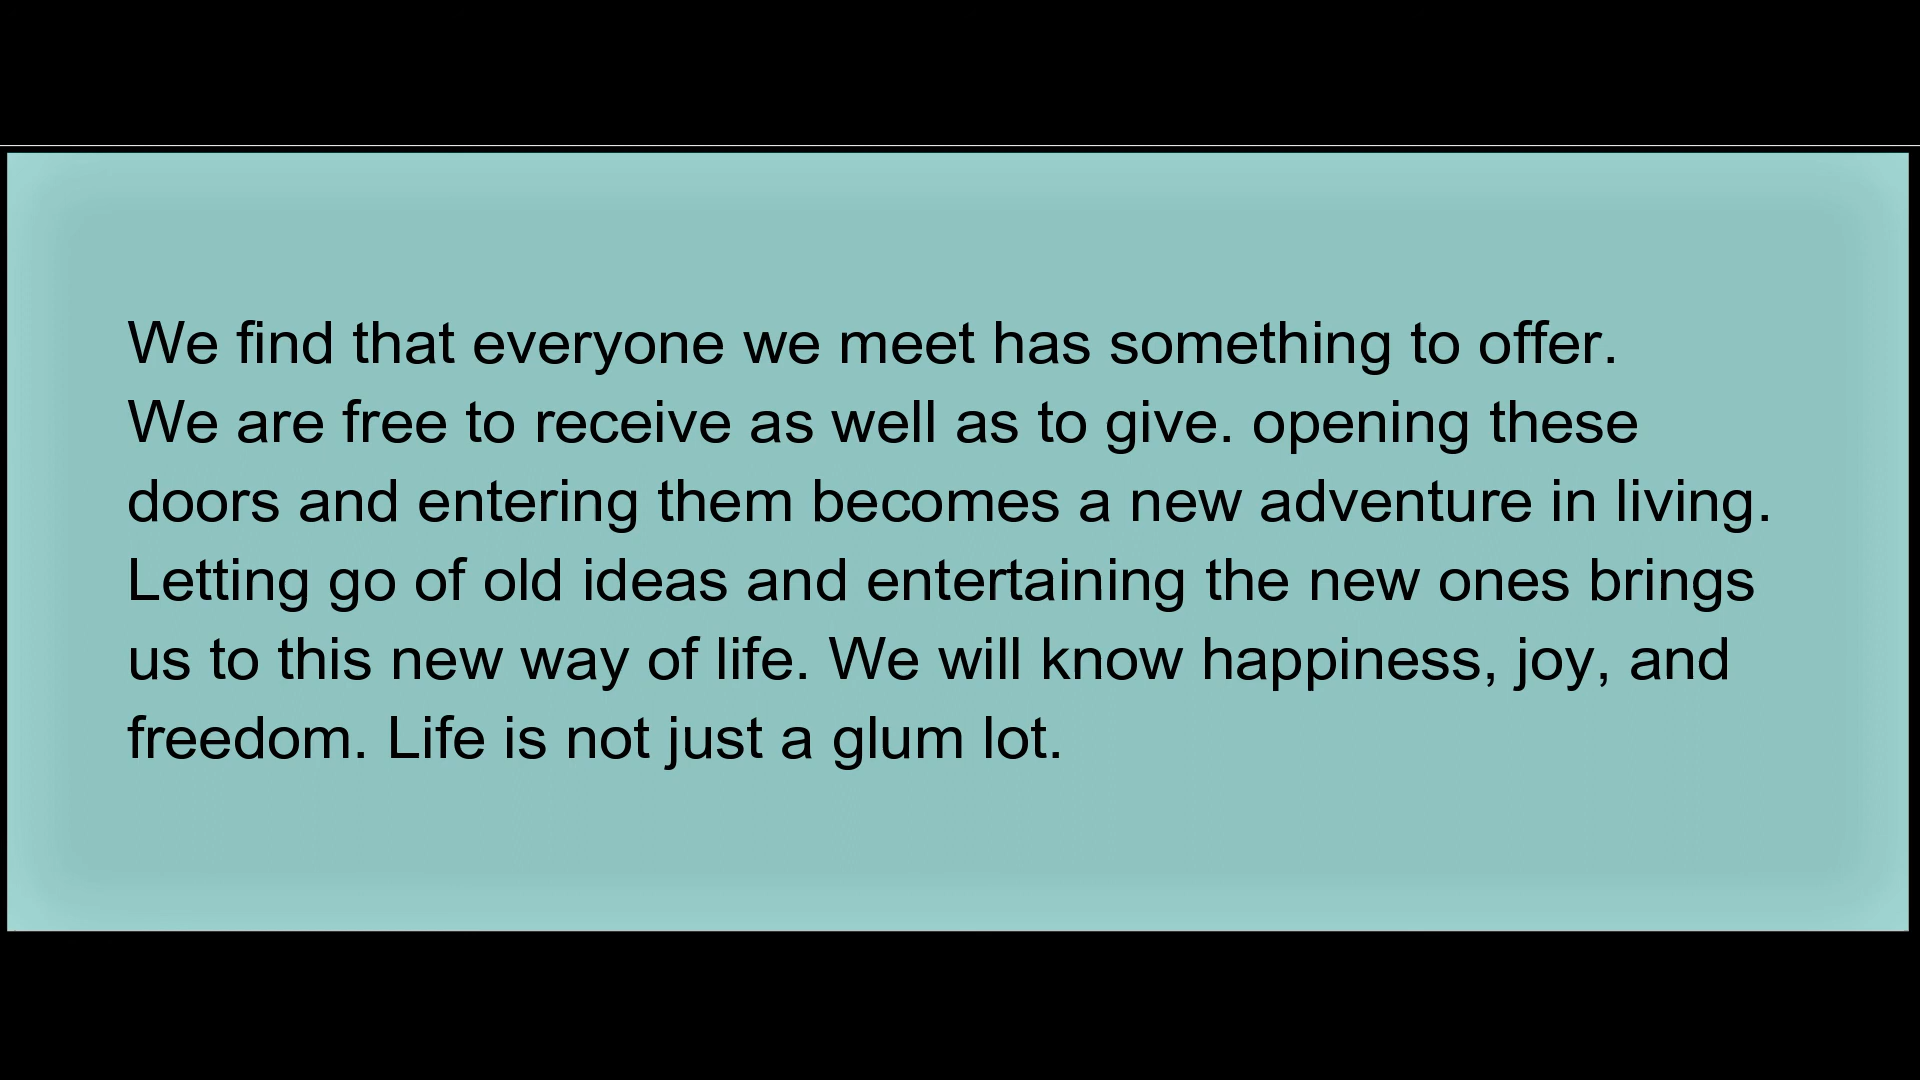 We find that everyone we meet has something to offer.
We are free to receive as well as to give. opening these
doors and entering them becomes a new adventure in living.
Letting go of old ideas and entertaining the new ones brings
us to this new way of life. We will know happiness, joy, and
freedom. Life is not just a glum lot.